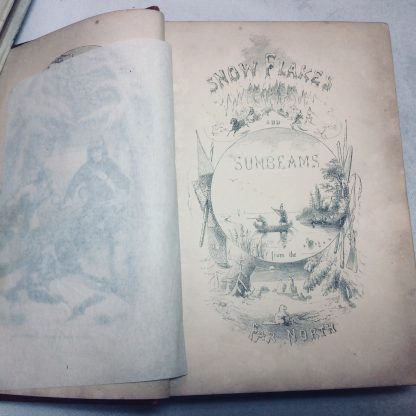 SNOW FLAKES
AND
SUNBEAMS
from the
FAR NORTH